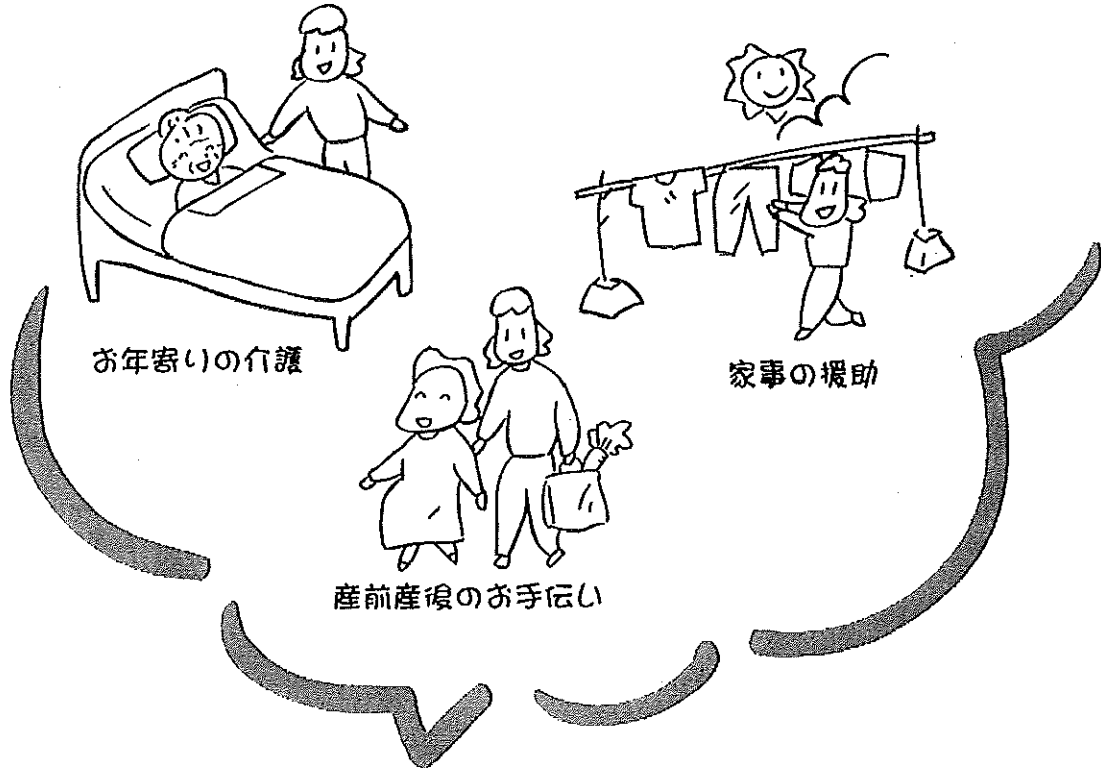 お年寄りの介護
家事の援助
産前産後のお手伝い